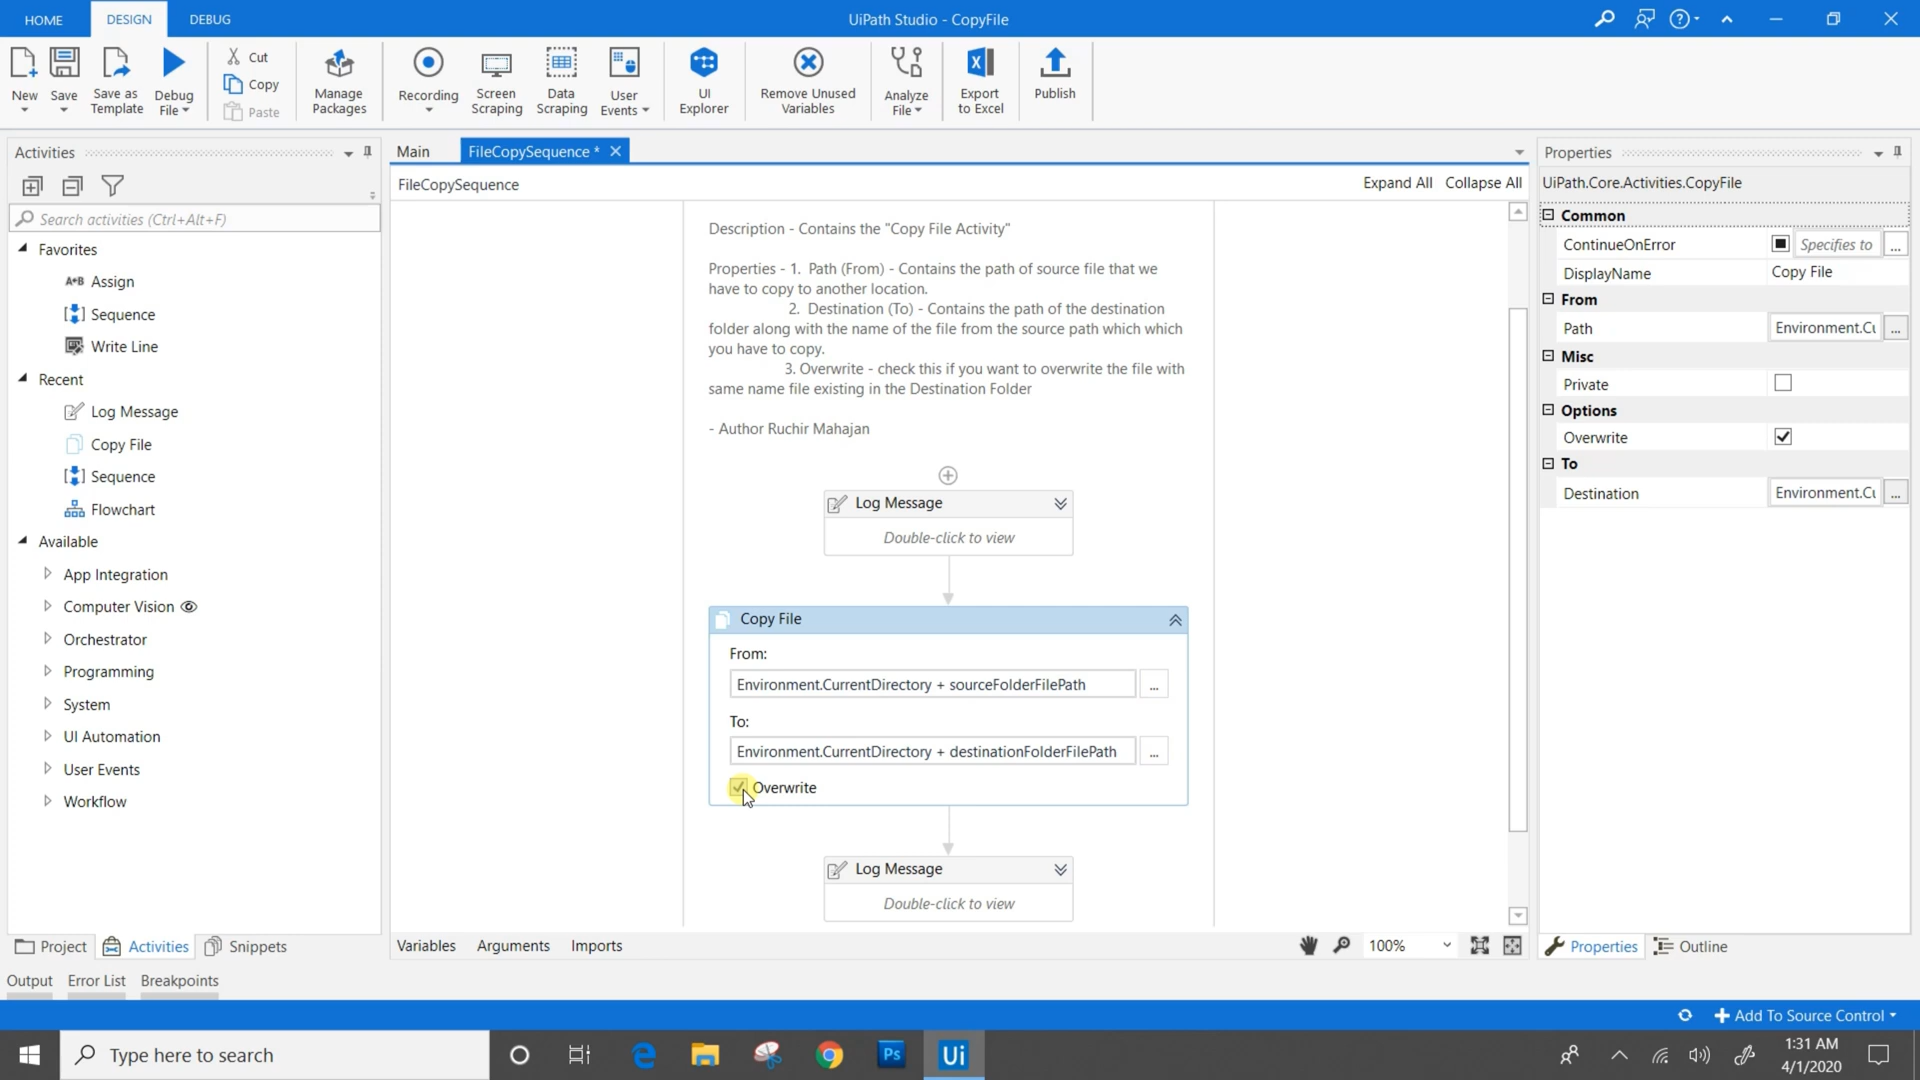 HOME
DESIGN
DEBUG
UiPath Studio - CopyFile
New
Save
Save as
Template
Debug
File
Cut
Copy
Paste
Manage
Packages
Recording
Screen
Scraping
Data
Scraping
User
Events
UI
Explorer
Remove Unused
Variables
Analyze
File
Export
to Excel
Publish
Activities
Search activities (Ctrl+Alt+F)
Favorites
A+B Assign
Sequence
Write Line
Recent
Log Message
Copy File
Sequence
Flowchart
Available
App Integration
Computer Vision
Orchestrator
Programming
System
UI Automation
User Events
Workflow
Project
Activities
Snippets
Main
FileCopySequence *
FileCopySequence
Expand All
Collapse All
Description - Contains the "Copy File Activity"
Properties - 1. Path (From) - Contains the path of source file that we
have to copy to another location.
2. Destination (To) - Contains the path of the destination
folder along with the name of the file from the source path which which
you have to copy.
3. Overwrite - check this if you want to overwrite the file with
same name file existing in the Destination Folder
- Author Ruchir Mahajan
Log Message
Double-click to view
Copy File
From:
Environment.CurrentDirectory + sourceFolderFilePath
...
To:
Environment.CurrentDirectory + destinationFolderFilePath
...
Overwrite
Log Message
Double-click to view
Variables
Arguments
Imports
100%
Properties
UiPath.Core.Activities.CopyFile
Common
ContinueOnError
Specifies to
...
DisplayName
Copy File
From
Path
Environment.Cu
...
Misc
Private
Options
Overwrite
To
Destination
Environment.Cu
...
Properties
Outline
Output
Error List
Breakpoints
Add To Source Control
Type here to search
Ps
Ui
1:31 AM
4/1/2020